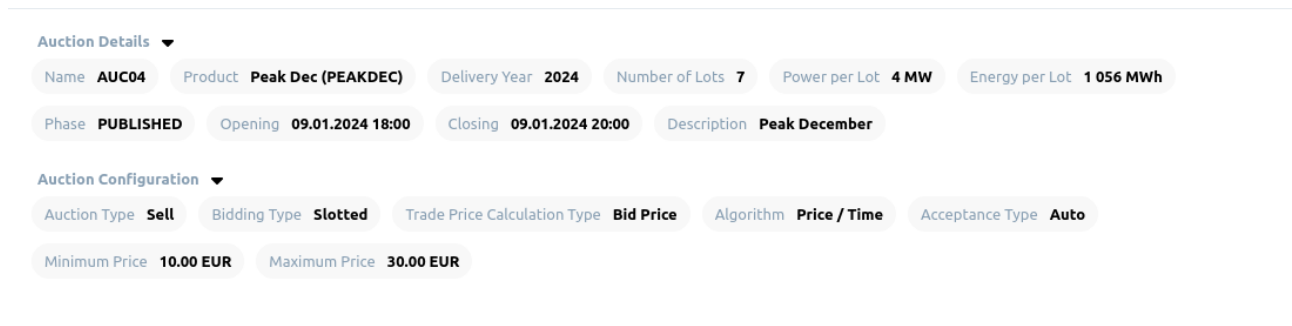 Auction Details
Name AUC04 Product Peak Dec (PEAKDEC) Delivery Year 2024 Number of Lots 7 Power per Lot 4 MW Energy per Lot 1 056 MWh
Phase PUBLISHED Opening 09.01.2024 18:00 Closing 09.01.2024 20:00 Description Peak December
Auction Configuration
Auction Type Sell Bidding Type Slotted Trade Price Calculation Type Bid Price Algorithm Price / Time Acceptance Type Auto
Minimum Price 10.00 EUR Maximum Price 30.00 EUR